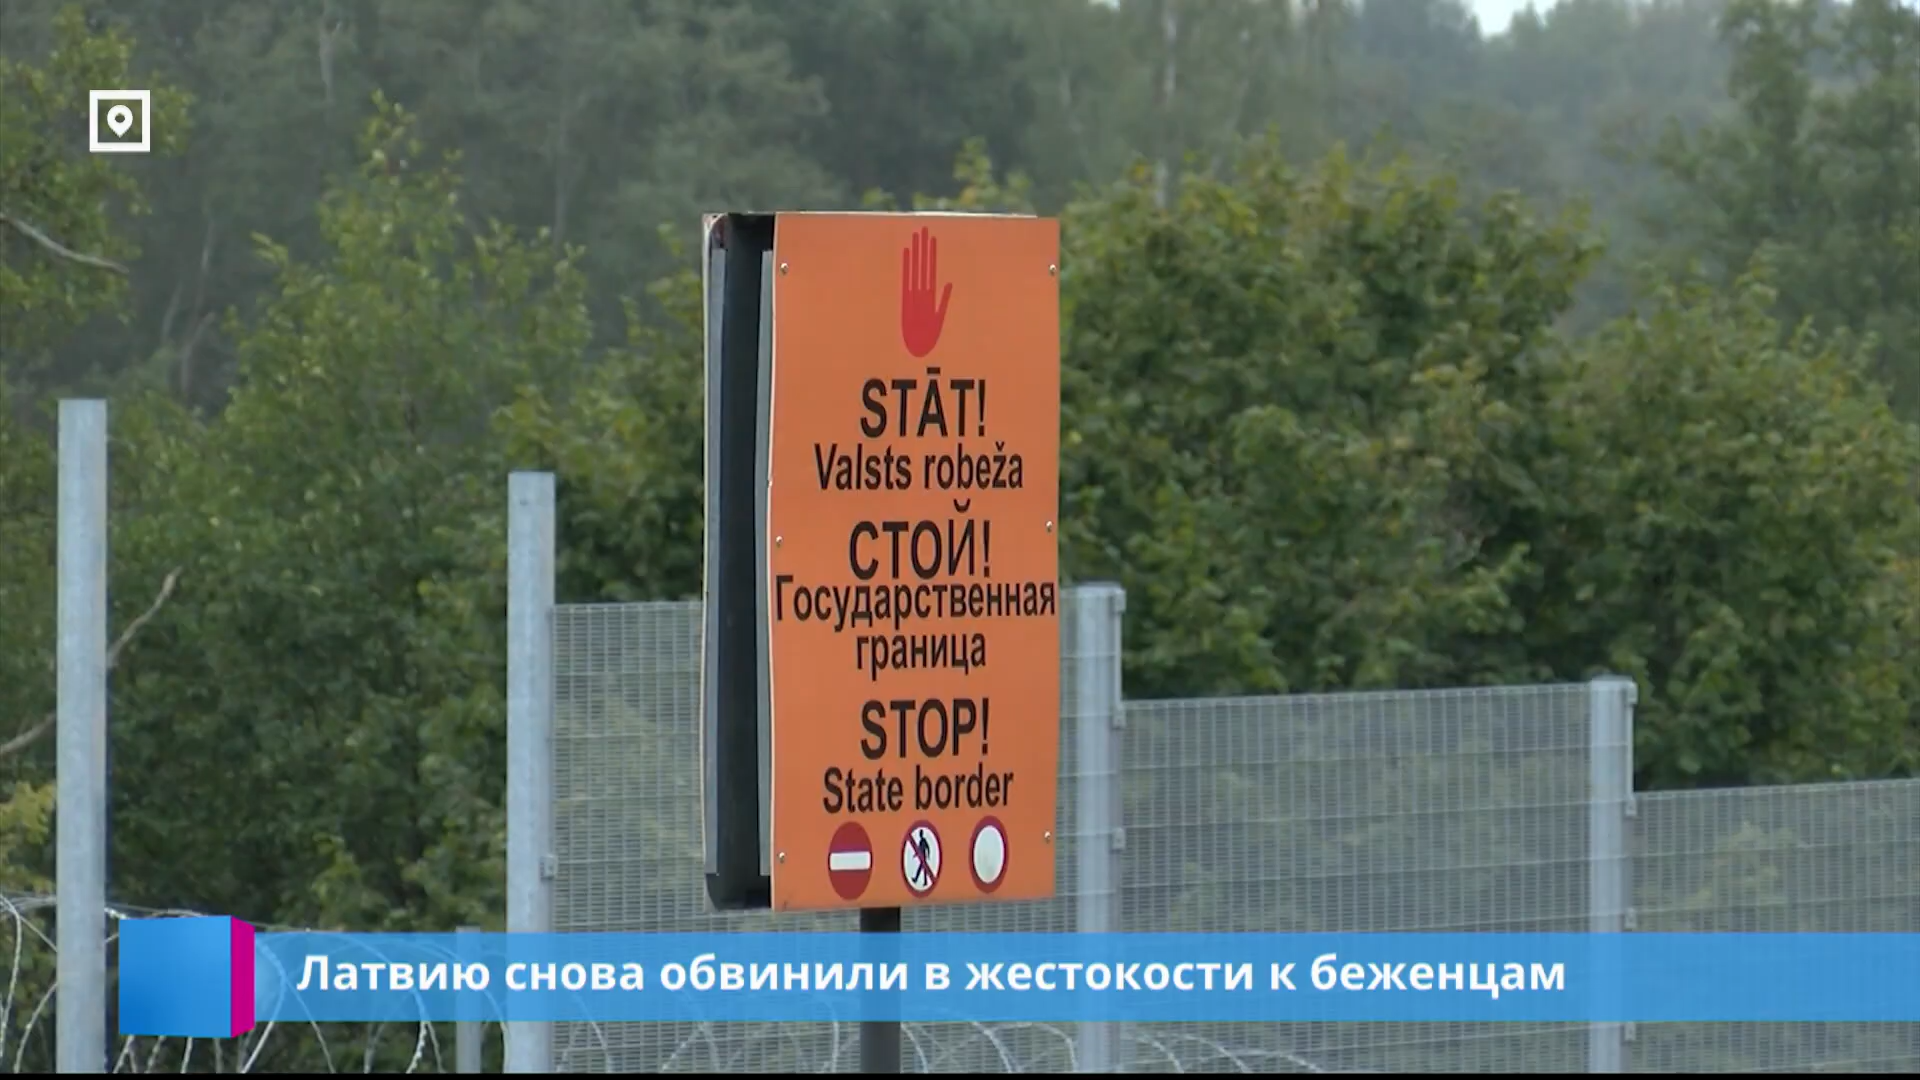 STĀT!
Valsts robeža
СТОЙ!
Государственная
граница
STOP!
State border
Латвию снова обвинили в жестокости к беженцам